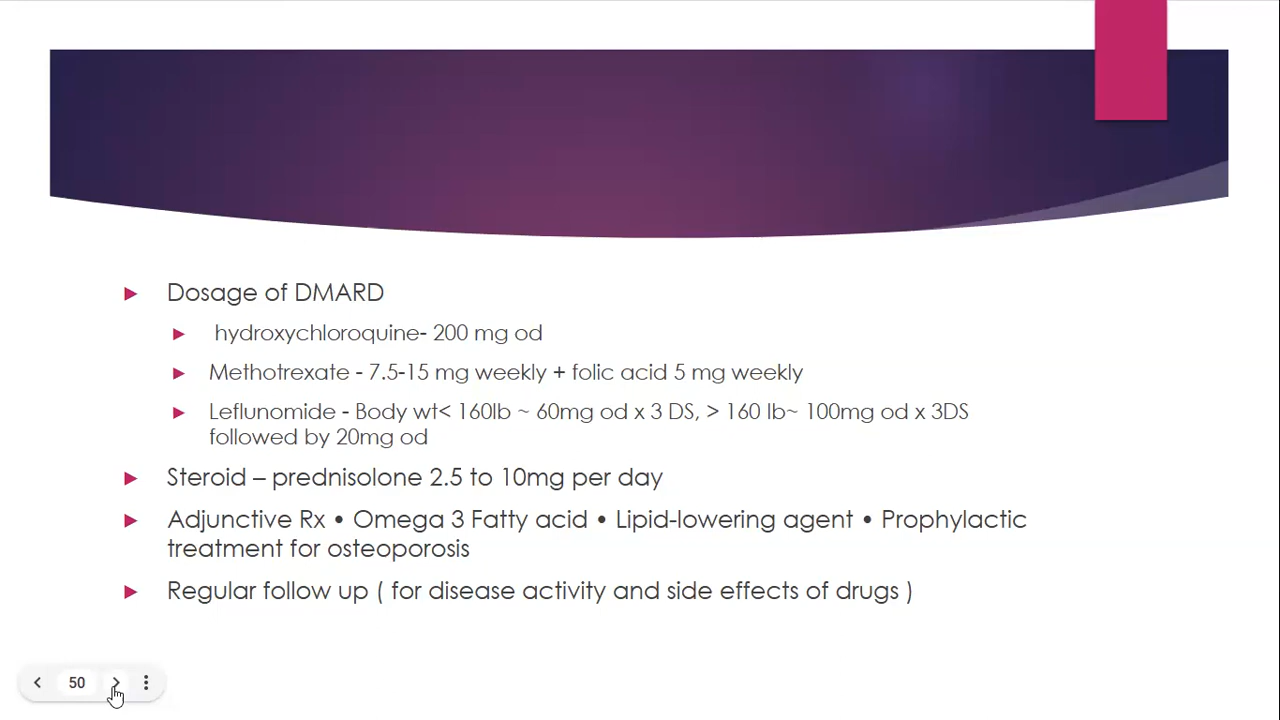 Dosage of DMARD
hydroxychloroquine- 200 mg od
Methotrexate - 7.5-15 mg weekly + folic acid 5 mg weekly
Leflunomide - Body wt< 160lb ~ 60mg od x 3 DS, > 160 lb~ 100mg od x 3DS
followed by 20mg od
Steroid – prednisolone 2.5 to 10mg per day
Adjunctive Rx • Omega 3 Fatty acid • Lipid-lowering agent • Prophylactic
treatment for osteoporosis
Regular follow up ( for disease activity and side effects of drugs )
50